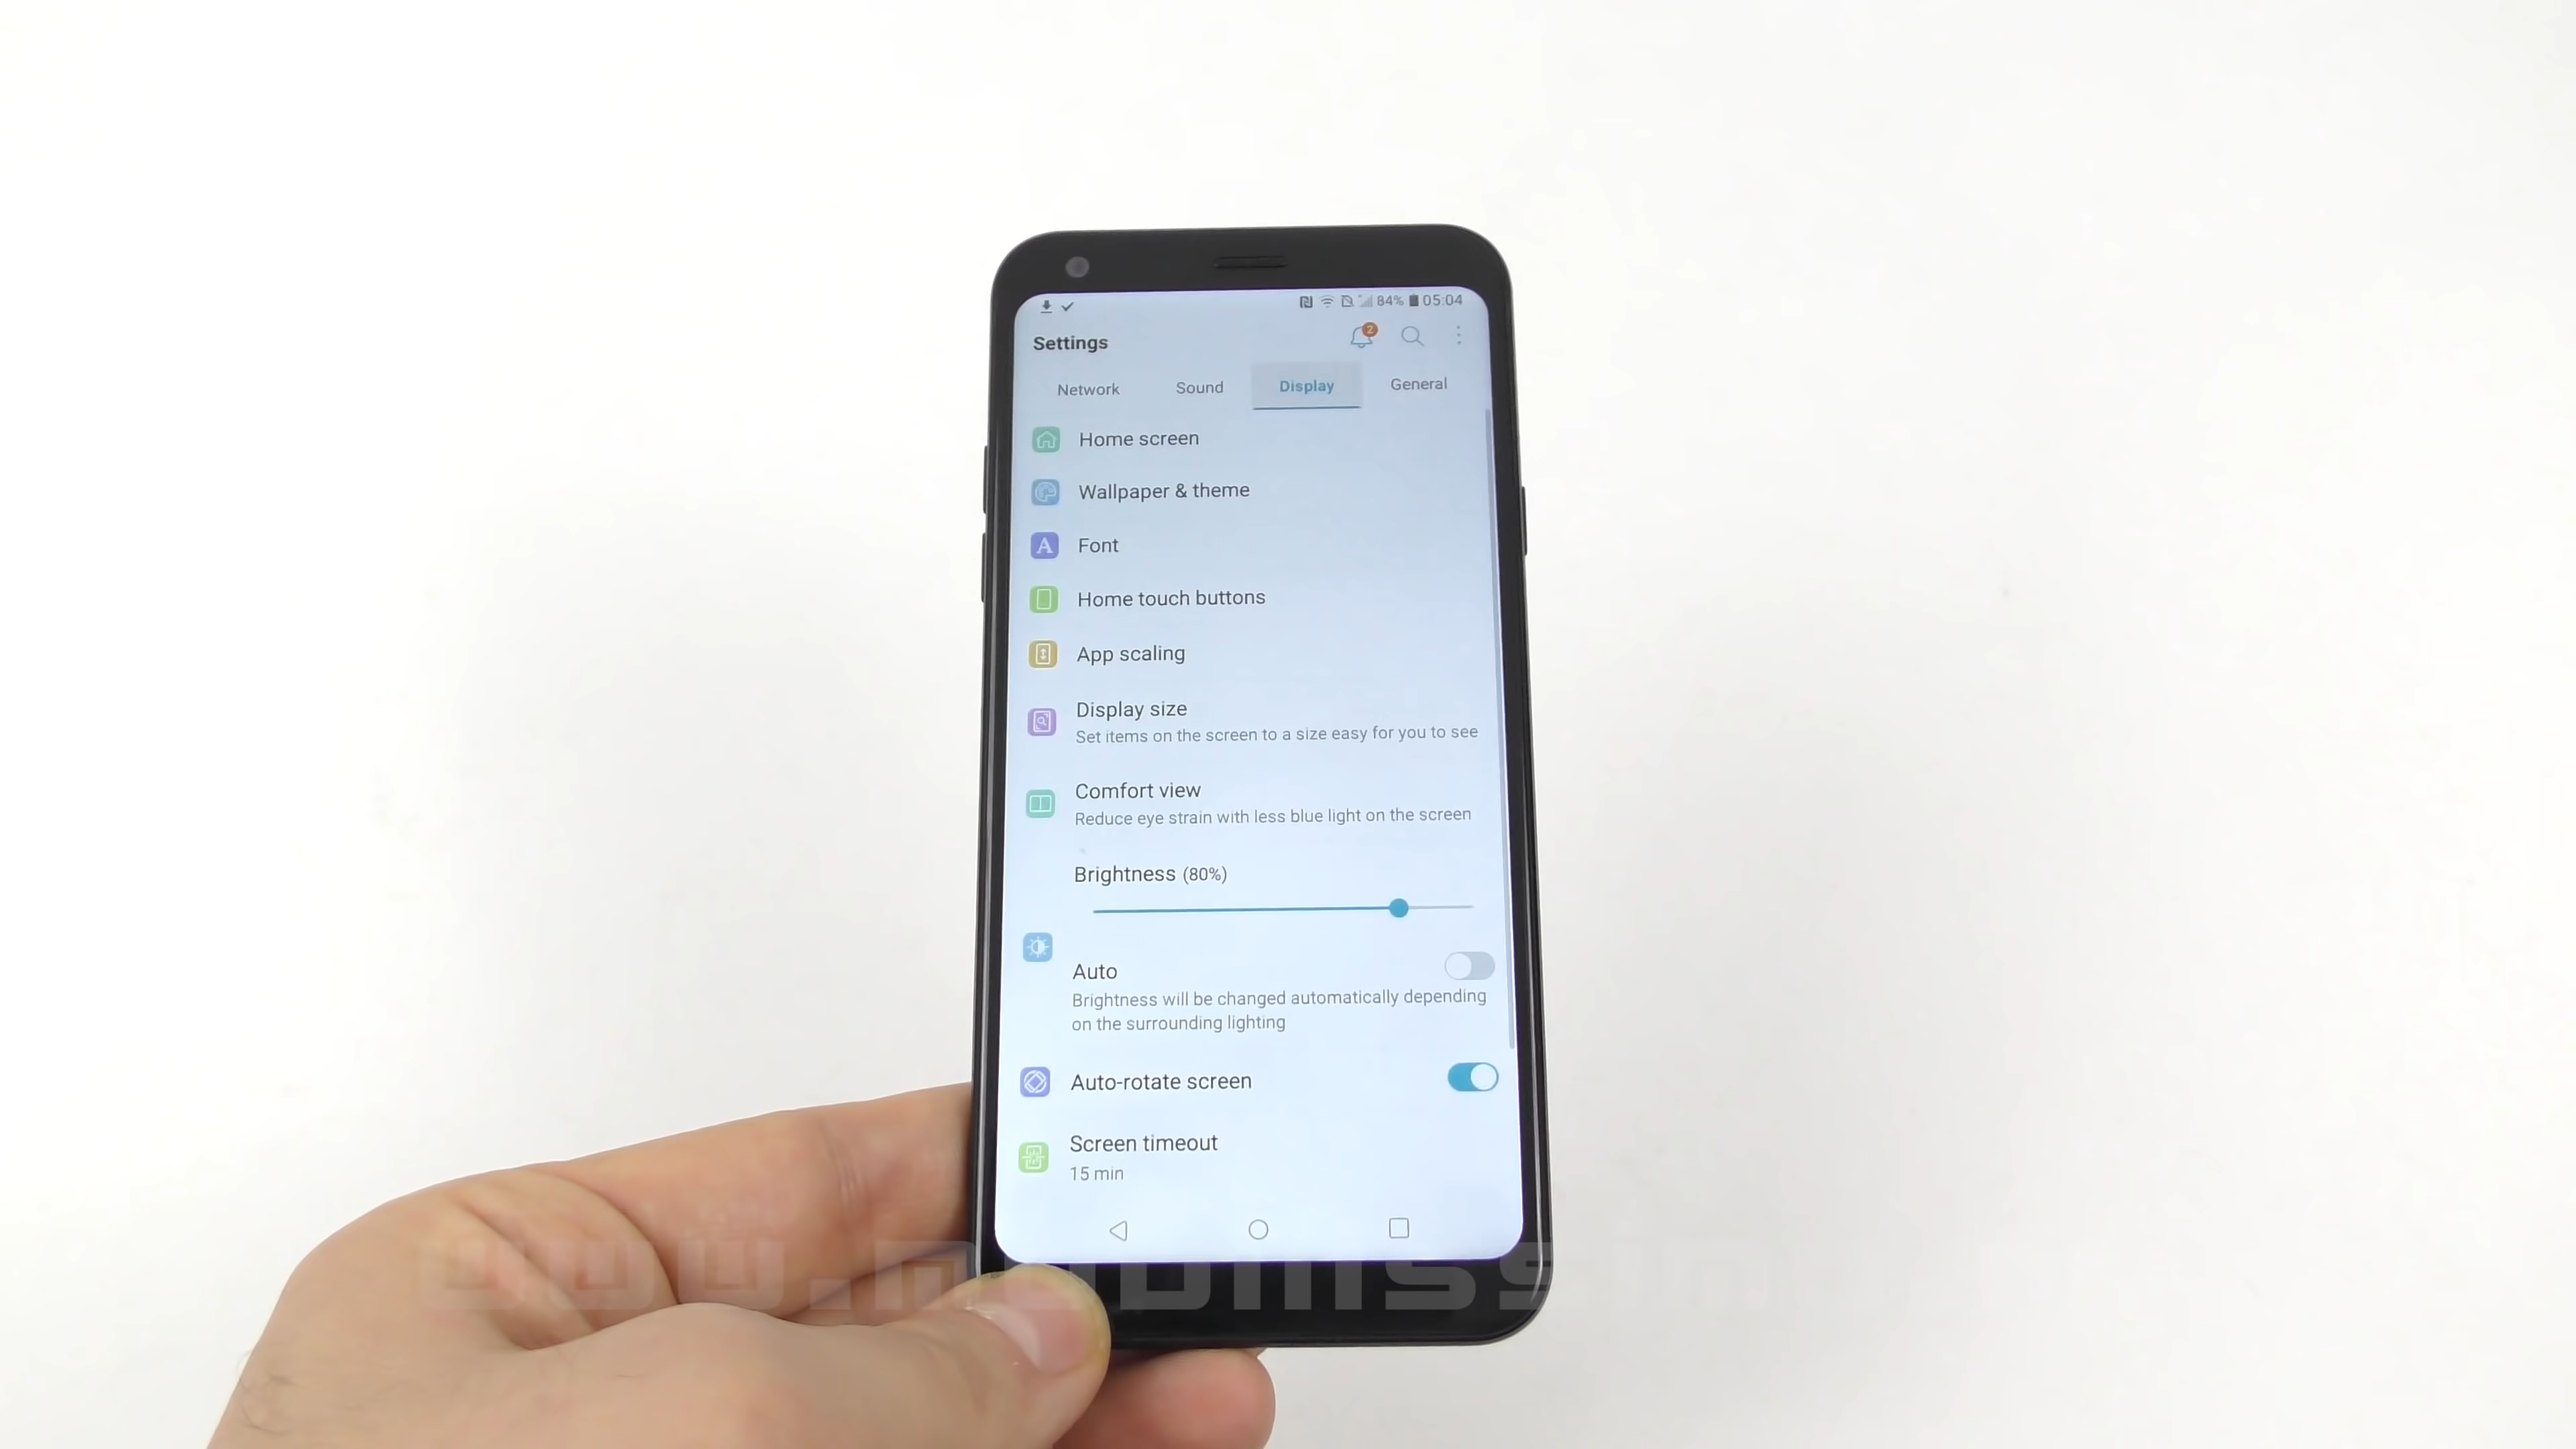 84% 05:04
Settings
2
Network Sound Display General
Home screen
Wallpaper & theme
A Font
Home touch buttons
App scaling
Display size
Set items on the screen to a size easy for you to see
Comfort view
Reduce eye strain with less blue light on the screen
Brightness (80%)
Auto
Brightness will be changed automatically depending
on the surrounding lighting
Auto-rotate screen
Screen timeout
15 min